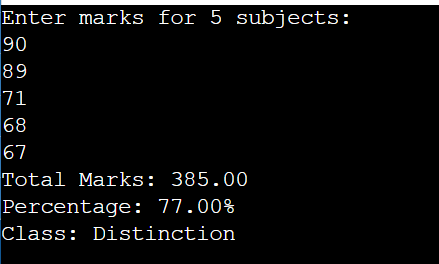 Enter marks for 5 subjects:
90
89
71
68
67
Total Marks: 385.00
Percentage: 77.00%
Class: Distinction